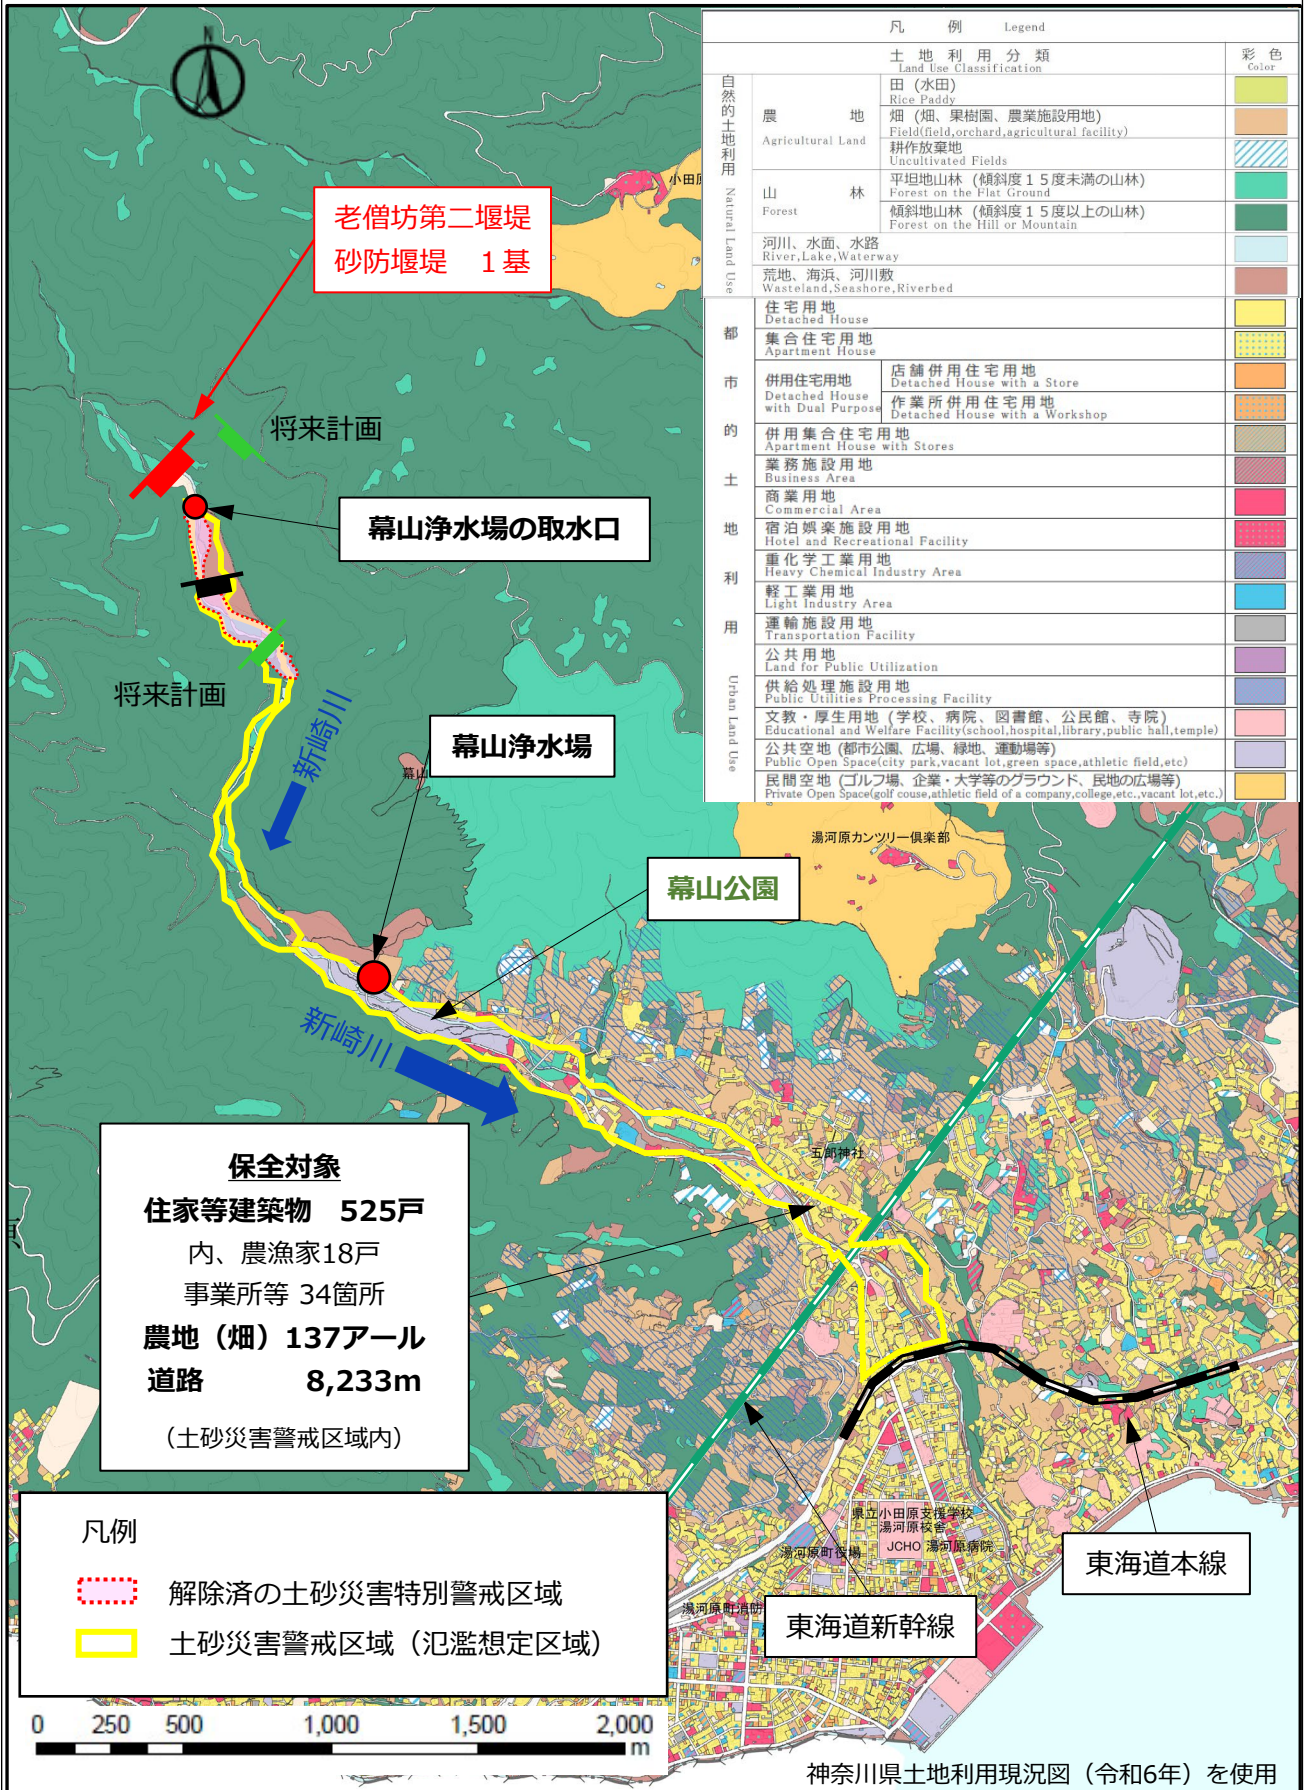 N
凡　例　Legend
土地利用分類
Land Use Classification
彩色
Color
自然的土地利用 Natural Land Use
農　地
Agricultural Land
田 (水田)
Rice Paddy
畑 (畑、果樹園、農業施設用地)
Field(field,orchard,agricultural facility)
耕作放棄地
Uncultivated Fields
山　林
Forest
平坦地山林 (傾斜度１５度未満の山林)
Forest on the Flat Ground
傾斜地山林 (傾斜度１５度以上の山林)
Forest on the Hill or Mountain
河川、水面、水路
River,Lake,Waterway
荒地、海浜、河川敷
Wasteland,Seashore,Riverbed
都市的土地利用 Urban Land Use
住宅用地
Detached House
集合住宅用地
Apartment House
併用住宅用地
Detached House
with Dual Purpose
店舗併用住宅用地
Detached House with a Store
作業所併用住宅用地
Detached House with a Workshop
併用集合住宅用地
Apartment House with Stores
業務施設用地
Business Area
商業用地
Commercial Area
宿泊娯楽施設用地
Hotel and Recreational Facility
重化学工業用地
Heavy Chemical Industry Area
軽工業用地
Light Industry Area
運輸施設用地
Transportation Facility
公共用地
Land for Public Utilization
供給処理施設用地
Public Utilities Processing Facility
文教・厚生用地 (学校、病院、図書館、公民館、寺院)
Educational and Welfare Facility(school,hospital,library,public hall,temple)
公共空地 (都市公園、広場、緑地、運動場等)
Public Open Space(city park,vacant lot,green space,athletic field,etc)
民間空地 (ゴルフ場、企業・大学等のグラウンド、民地の広場等)
Private Open Space(golf couse,athletic field of a company,college,etc.,vacant lot,etc.)
小田原
老僧坊第二堰堤
砂防堰堤　１基
将来計画
幕山浄水場の取水口
将来計画
新崎川
幕山浄水場
幕山
湯河原カンツリー倶楽部
幕山公園
新崎川
五郎神社
保全対象
住家等建築物　525戸
内、農漁家18戸
事業所等 34箇所
農地（畑）137アール
道路　8,233m
（土砂災害警戒区域内）
原
県立小田原支援学校
湯河原校舎
JCHO 湯河原病院
湯河原町役場
湯河原町消防
東海道本線
東海道新幹線
凡例
解除済の土砂災害特別警戒区域
土砂災害警戒区域（氾濫想定区域）
0 250 500 1,000 1,500 2,000
m
神奈川県土地利用現況図（令和6年）を使用